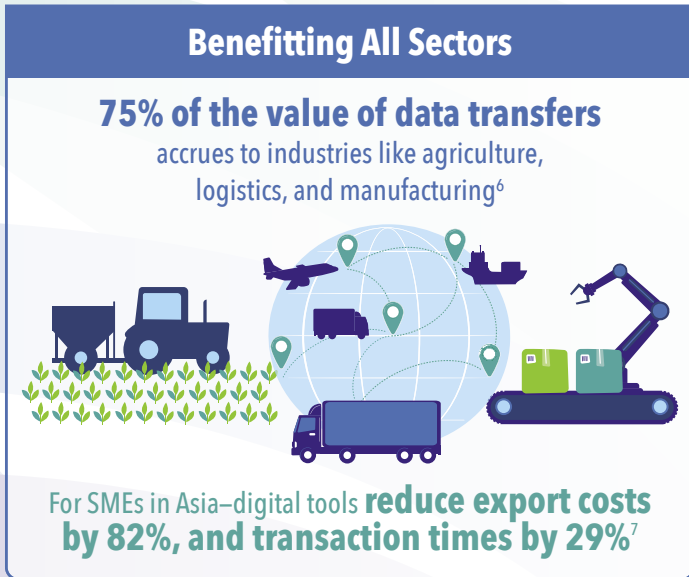 Benefitting All Sectors
75% of the value of data transfers
accrues to industries like agriculture,
logistics, and manufacturing⁶
For SMEs in Asia—digital tools reduce export costs
by 82%, and transaction times by 29%⁷